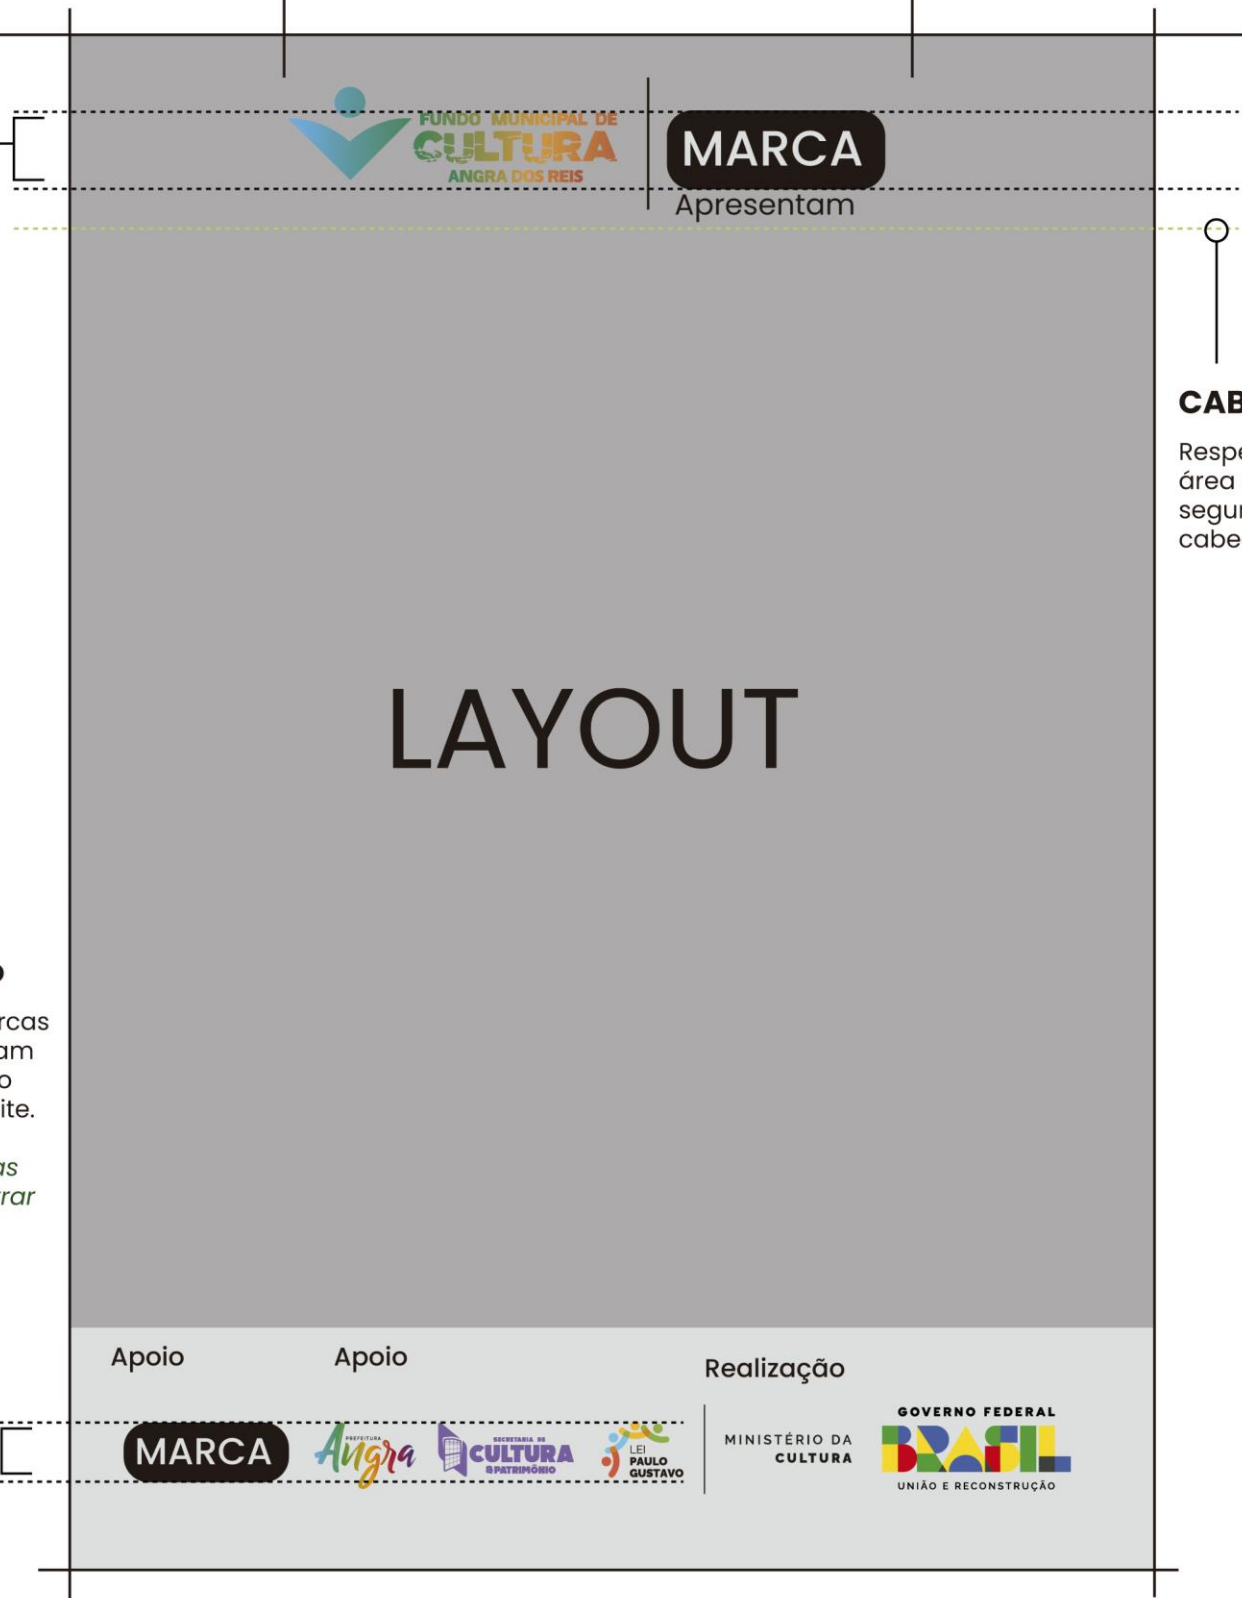 FUNDO MUNICIPAL DE
CULTURA
ANGRA DOS REIS
MARCA
Apresentam
CAB
Respe
área
segur
cabe
LAYOUT
o
rcas
am
o
ite.
as
rar
Apoio
Apoio
Realização
MARCA
PREFEITURA
Angra
SECRETARIA DE
CULTURA
& PATRIMÔNIO
LEI
PAULO
GUSTAVO
MINISTÉRIO DA
CULTURA
GOVERNO FEDERAL
BRASIL
UNIÃO E RECONSTRUÇÃO